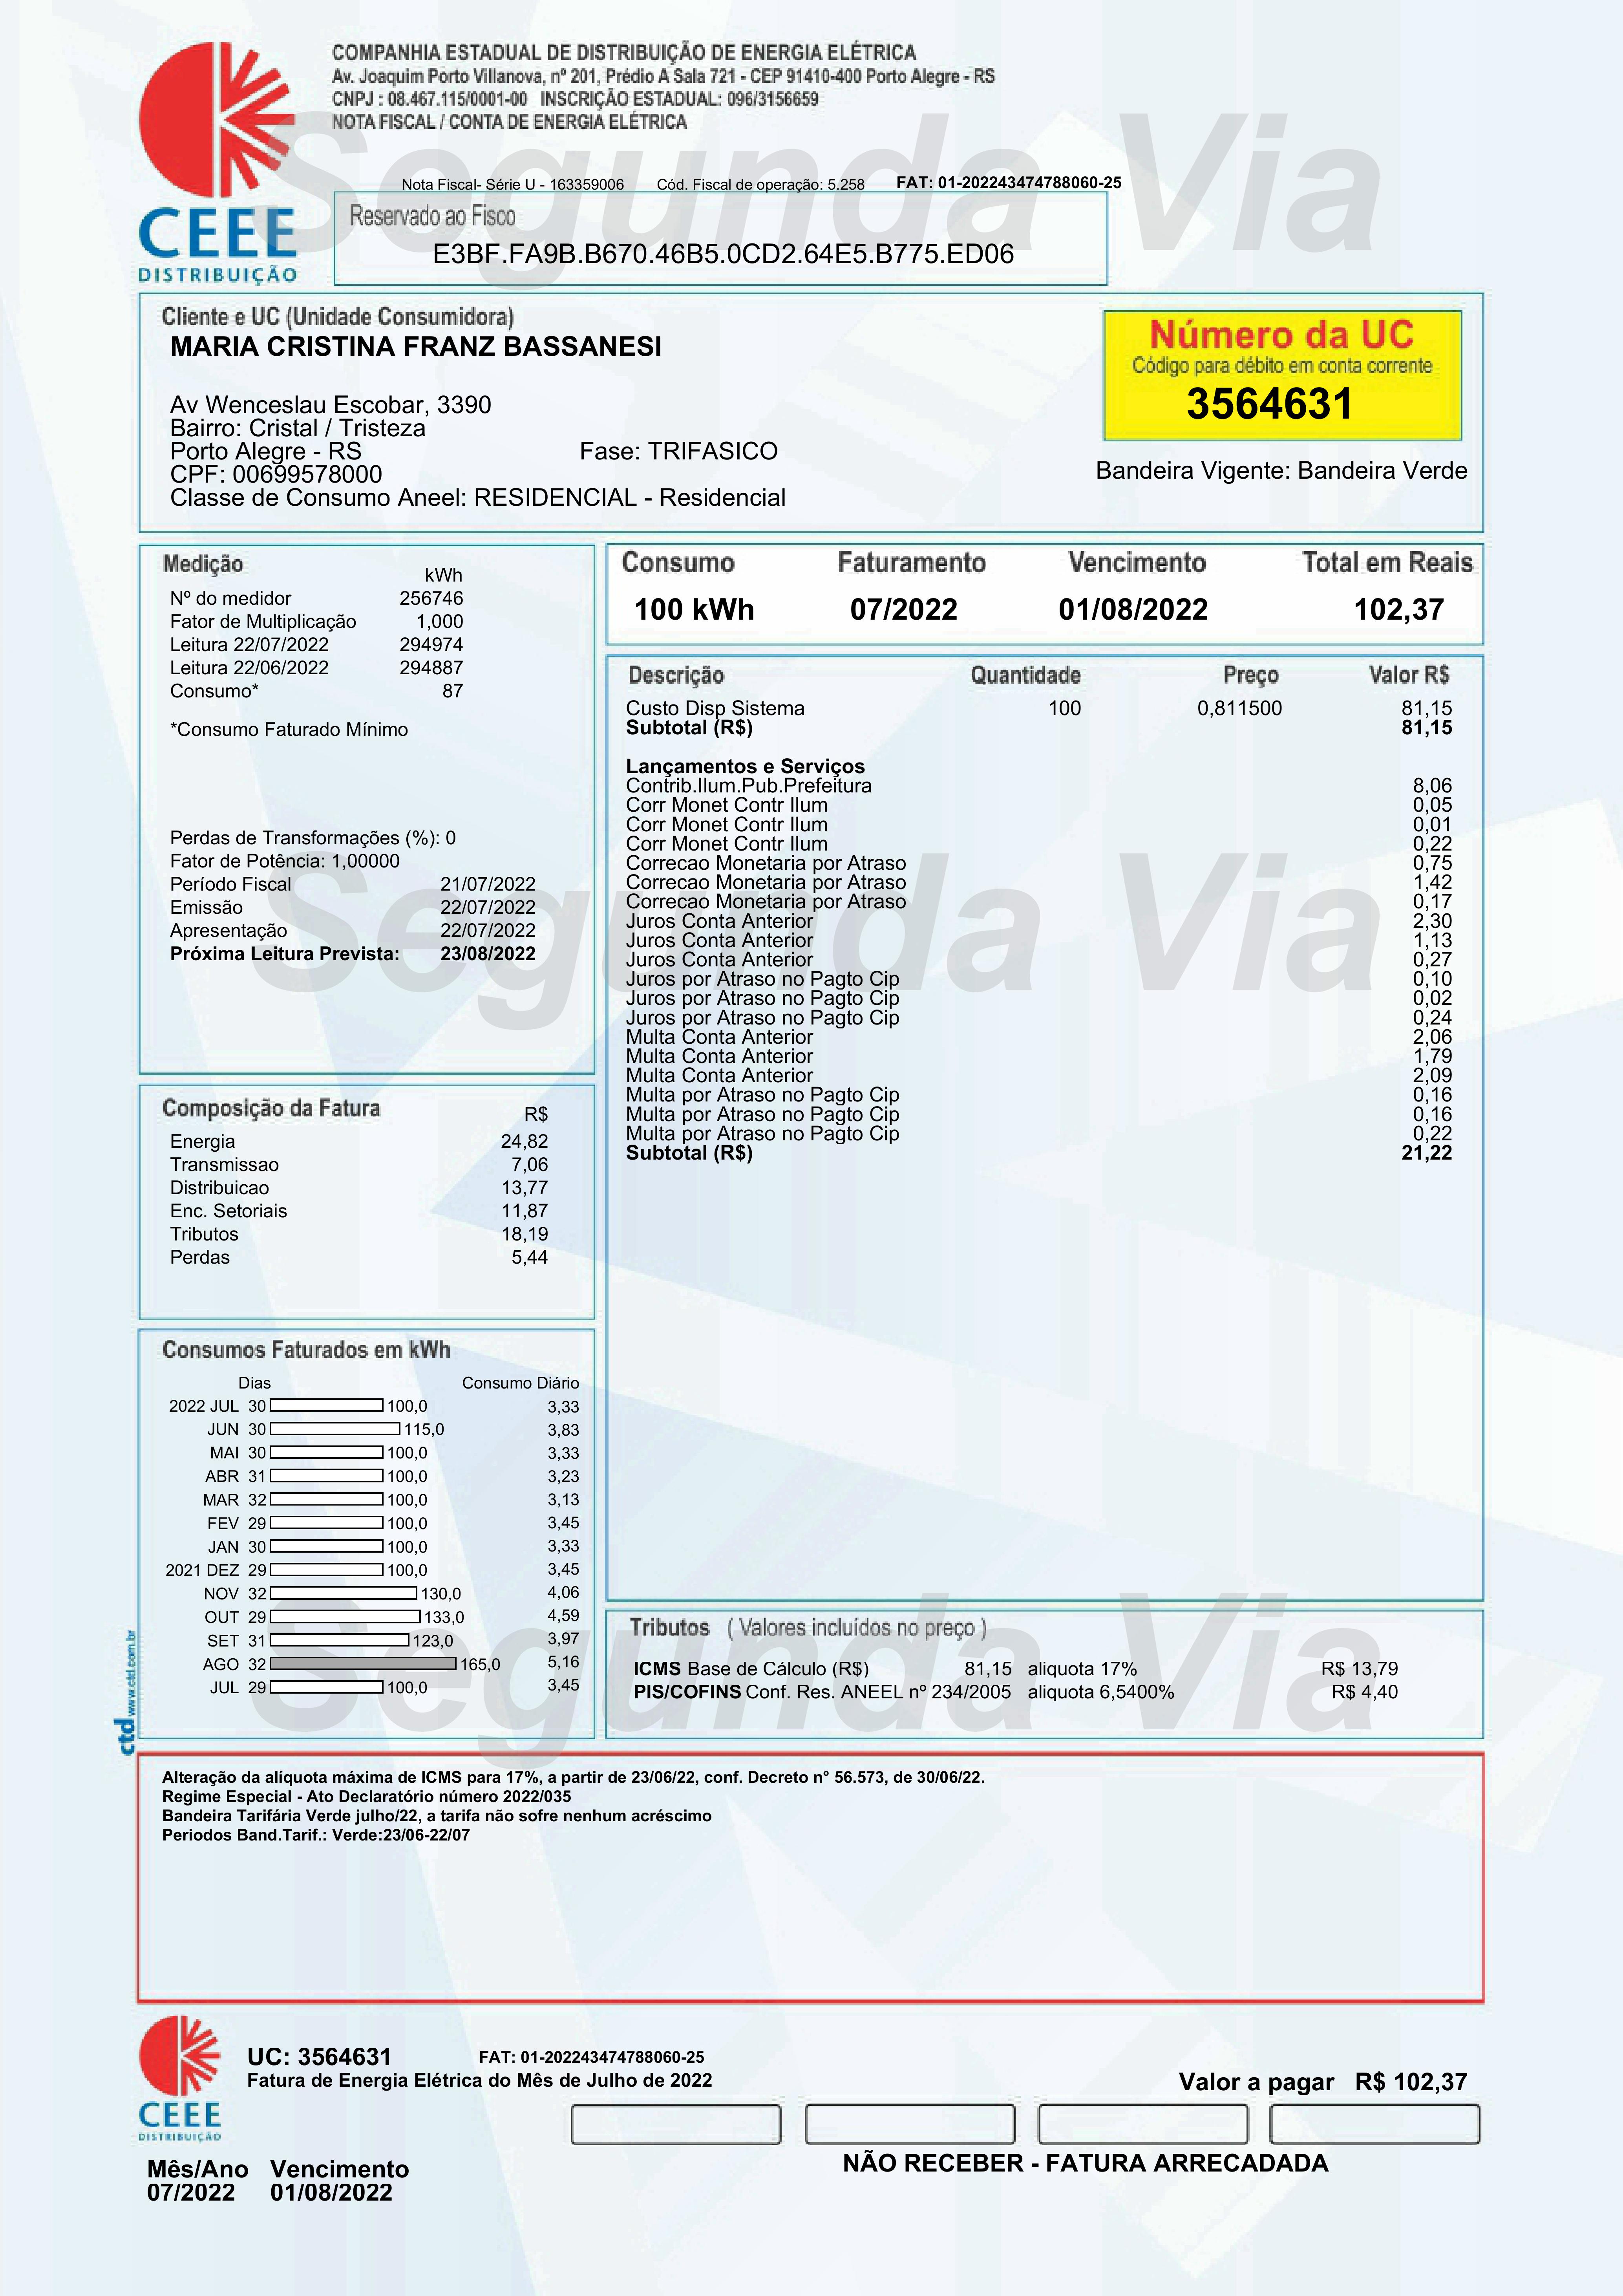 COMPANHIA ESTADUAL DE DISTRIBUIÇÃO DE ENERGIA ELÉTRICA
Av. Joaquim Porto Villanova, nº 201, Prédio A Sala 721 - CEP 91410-400 Porto Alegre - RS
CNPJ : 08.467.115/0001-00 INSCRIÇÃO ESTADUAL: 096/3156659
NOTA FISCAL / CONTA DE ENERGIA ELÉTRICA
Segunda Via
Nota Fiscal- Série U - 163359006 Cód. Fiscal de operação: 5.258 FAT: 01-202243474788060-25
CEEE
DISTRIBUIÇÃO
Reservado ao Fisco
E3BF.FA9B.B670.46B5.0CD2.64E5.B775.ED06
Cliente e UC (Unidade Consumidora)
MARIA CRISTINA FRANZ BASSANESI
Av Wenceslau Escobar, 3390
Bairro: Cristal / Tristeza
Porto Alegre - RS Fase: TRIFASICO
CPF: 00699578000
Classe de Consumo Aneel: RESIDENCIAL - Residencial
Número da UC
Código para débito em conta corrente
3564631
Bandeira Vigente: Bandeira Verde
Medição
kWh
Nº do medidor 256746
Fator de Multiplicação 1,000
Leitura 22/07/2022 294974
Leitura 22/06/2022 294887
Consumo* 87
*Consumo Faturado Mínimo
Perdas de Transformações (%): 0
Fator de Potência: 1,00000
Período Fiscal 21/07/2022
Emissão 22/07/2022
Apresentação 22/07/2022
Próxima Leitura Prevista: 23/08/2022
Consumo Faturamento Vencimento Total em Reais
100 kWh 07/2022 01/08/2022 102,37
Descrição Quantidade Preço Valor R$
Custo Disp Sistema 100 0,811500 81,15
Subtotal (R$) 81,15
Lançamentos e Serviços
Contrib.Ilum.Pub.Prefeitura 8,06
Corr Monet Contr Ilum 0,05
Corr Monet Contr Ilum 0,01
Corr Monet Contr Ilum 0,22
Correcao Monetaria por Atraso 0,75
Correcao Monetaria por Atraso 1,42
Correcao Monetaria por Atraso 0,17
Juros Conta Anterior 2,30
Juros Conta Anterior 1,13
Juros Conta Anterior 0,27
Juros por Atraso no Pagto Cip 0,10
Juros por Atraso no Pagto Cip 0,02
Juros por Atraso no Pagto Cip 0,24
Multa Conta Anterior 2,06
Multa Conta Anterior 1,79
Multa Conta Anterior 2,09
Multa por Atraso no Pagto Cip 0,16
Multa por Atraso no Pagto Cip 0,16
Multa por Atraso no Pagto Cip 0,22
Subtotal (R$) 21,22
Segunda Via
Composição da Fatura R$
Energia 24,82
Transmissao 7,06
Distribuicao 13,77
Enc. Setoriais 11,87
Tributos 18,19
Perdas 5,44
Consumos Faturados em kWh
Dias Consumo Diário
2022 JUL 30 100,0 3,33
JUN 30 115,0 3,83
MAI 30 100,0 3,33
ABR 31 100,0 3,23
MAR 32 100,0 3,13
FEV 29 100,0 3,45
JAN 30 100,0 3,33
2021 DEZ 29 100,0 3,45
NOV 32 130,0 4,06
OUT 29 133,0 4,59
SET 31 123,0 3,97
AGO 32 165,0 5,16
JUL 29 100,0 3,45
Segunda Via
ctd www.ctd.com.br
Tributos ( Valores incluídos no preço )
ICMS Base de Cálculo (R$) 81,15 aliquota 17% R$ 13,79
PIS/COFINS Conf. Res. ANEEL nº 234/2005 aliquota 6,5400% R$ 4,40
Alteração da alíquota máxima de ICMS para 17%, a partir de 23/06/22, conf. Decreto n° 56.573, de 30/06/22.
Regime Especial - Ato Declaratório número 2022/035
Bandeira Tarifária Verde julho/22, a tarifa não sofre nenhum acréscimo
Periodos Band.Tarif.: Verde:23/06-22/07
CEEE
DISTRIBUIÇÃO
UC: 3564631 FAT: 01-202243474788060-25
Fatura de Energia Elétrica do Mês de Julho de 2022
Valor a pagar R$ 102,37
NÃO RECEBER - FATURA ARRECADADA
Mês/Ano Vencimento
07/2022 01/08/2022